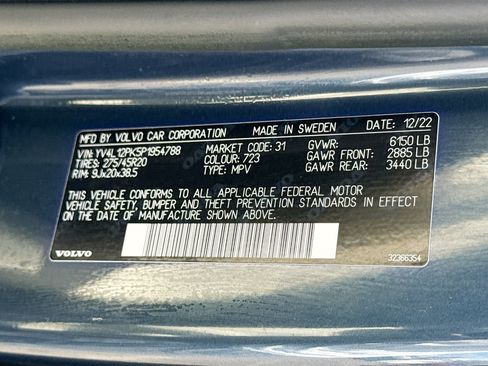 MFD BY VOLVO CAR CORPORATION MADE IN SWEDEN DATE: 12/22
VIN: YV4L12PK5P1954788 MARKET CODE: 31 GVWR: 6150 LB
TIRES: 275/45R20 COLOUR: 723 GAWR FRONT: 2885 LB
RIM: 9Jx20x38.5 TYPE: MPV GAWR REAR: 3440 LB
THIS VEHICLE CONFORMS TO ALL APPLICABLE FEDERAL MOTOR
VEHICLE SAFETY, BUMPER AND THEFT PREVENTION STANDARDS IN EFFECT
ON THE DATE OF MANUFACTURE SHOWN ABOVE.
VOLVO 32366354